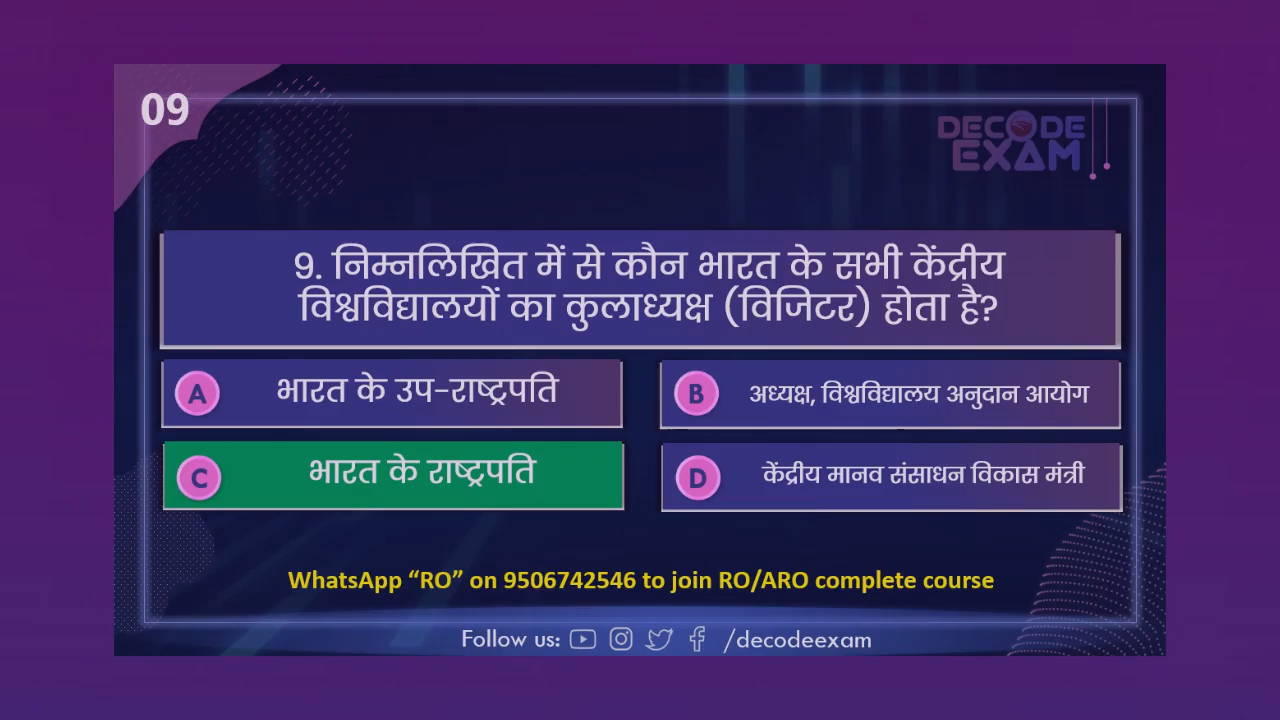 09
DECODE
EXAM
9. निम्नलिखित में से कौन भारत के सभी केंद्रीय
विश्वविद्यालयों का कुलाध्यक्ष (विजिटर) होता है?
A भारत के उप-राष्ट्रपति
B अध्यक्ष, विश्वविद्यालय अनुदान आयोग
C भारत के राष्ट्रपति
D केंद्रीय मानव संसाधन विकास मंत्री
WhatsApp “RO” on 9506742546 to join RO/ARO complete course
Follow us: /decodeexam